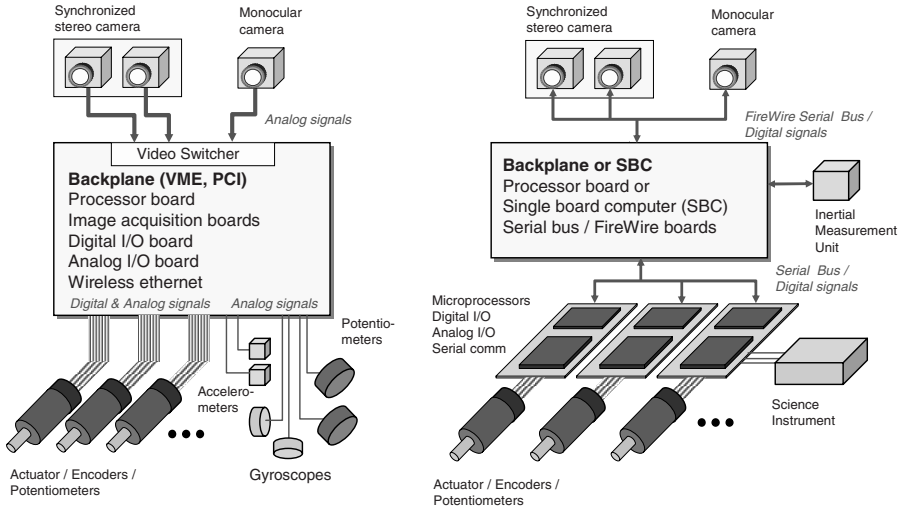 Synchronized
stereo camera
Monocular
camera
Analog signals
Video Switcher
Backplane (VME, PCI)
Processor board
Image acquisition boards
Digital I/O board
Analog I/O board
Wireless ethernet
Digital & Analog signals
Analog signals
Potentio-
meters
Accelero-
meters
Gyroscopes
Actuator / Encoders /
Potentiometers
Synchronized
stereo camera
Monocular
camera
FireWire Serial Bus /
Digital signals
Backplane or SBC
Processor board or
Single board computer (SBC)
Serial bus / FireWire boards
Inertial
Measurement
Unit
Serial Bus /
Digital signals
Microprocessors
Digital I/O
Analog I/O
Serial comm
Science
Instrument
Actuator / Encoders /
Potentiometers